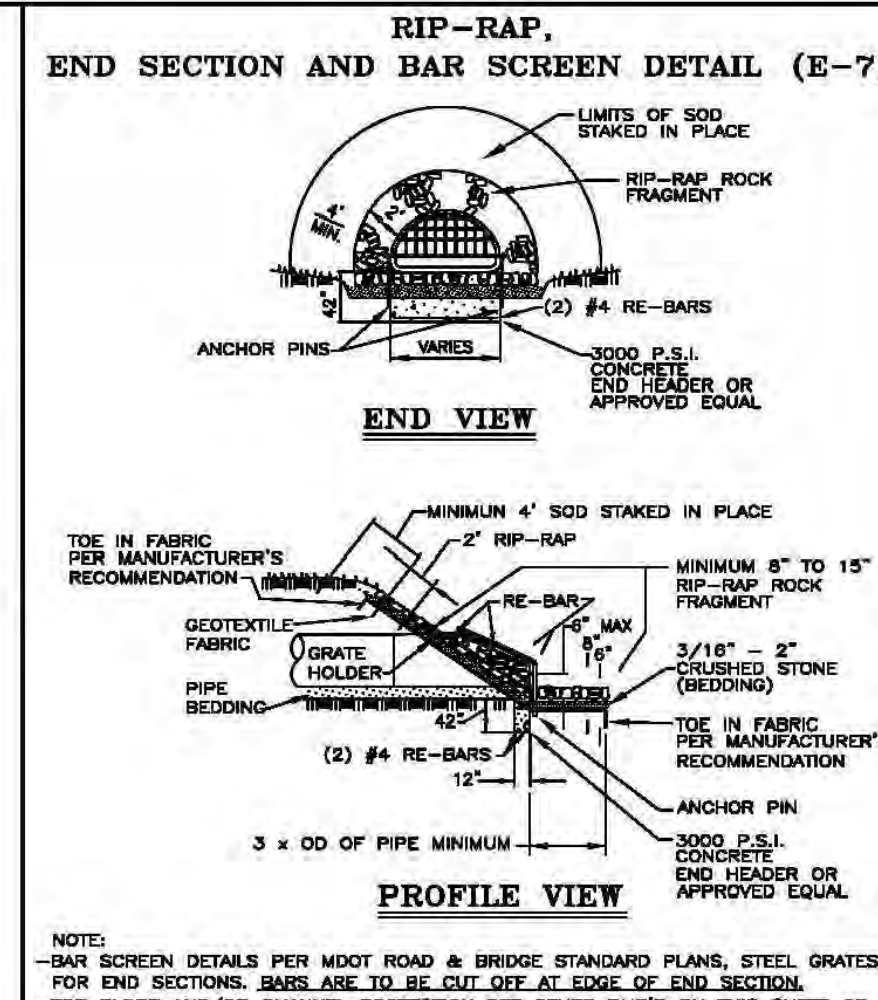 RIP-RAP,
END SECTION AND BAR SCREEN DETAIL (E-7
LIMITS OF SOD
STAKED IN PLACE
RIP-RAP ROCK
FRAGMENT
4'
MIN.
2'
42"
(2) #4 RE-BARS
ANCHOR PINS
VARIES
3000 P.S.I.
CONCRETE
END HEADER OR
APPROVED EQUAL
END VIEW
MINIMUN 4' SOD STAKED IN PLACE
2' RIP-RAP
TOE IN FABRIC
PER MANUFACTURER'S
RECOMMENDATION
MINIMUM 8" TO 15"
RIP-RAP ROCK
FRAGMENT
RE-BAR
6" MAX
8"
6"
GEOTEXTILE
FABRIC
GRATE
HOLDER
3/16" - 2"
CRUSHED STONE
(BEDDING)
PIPE
BEDDING
42"
TOE IN FABRIC
PER MANUFACTURER'
RECOMMENDATION
(2) #4 RE-BARS
12"
ANCHOR PIN
3 x OD OF PIPE MINIMUM
3000 P.S.I.
CONCRETE
END HEADER OR
APPROVED EQUAL
PROFILE VIEW
NOTE:
-BAR SCREEN DETAILS PER MDOT ROAD & BRIDGE STANDARD PLANS, STEEL GRATES
FOR END SECTIONS. BARS ARE TO BE CUT OFF AT EDGE OF END SECTION.